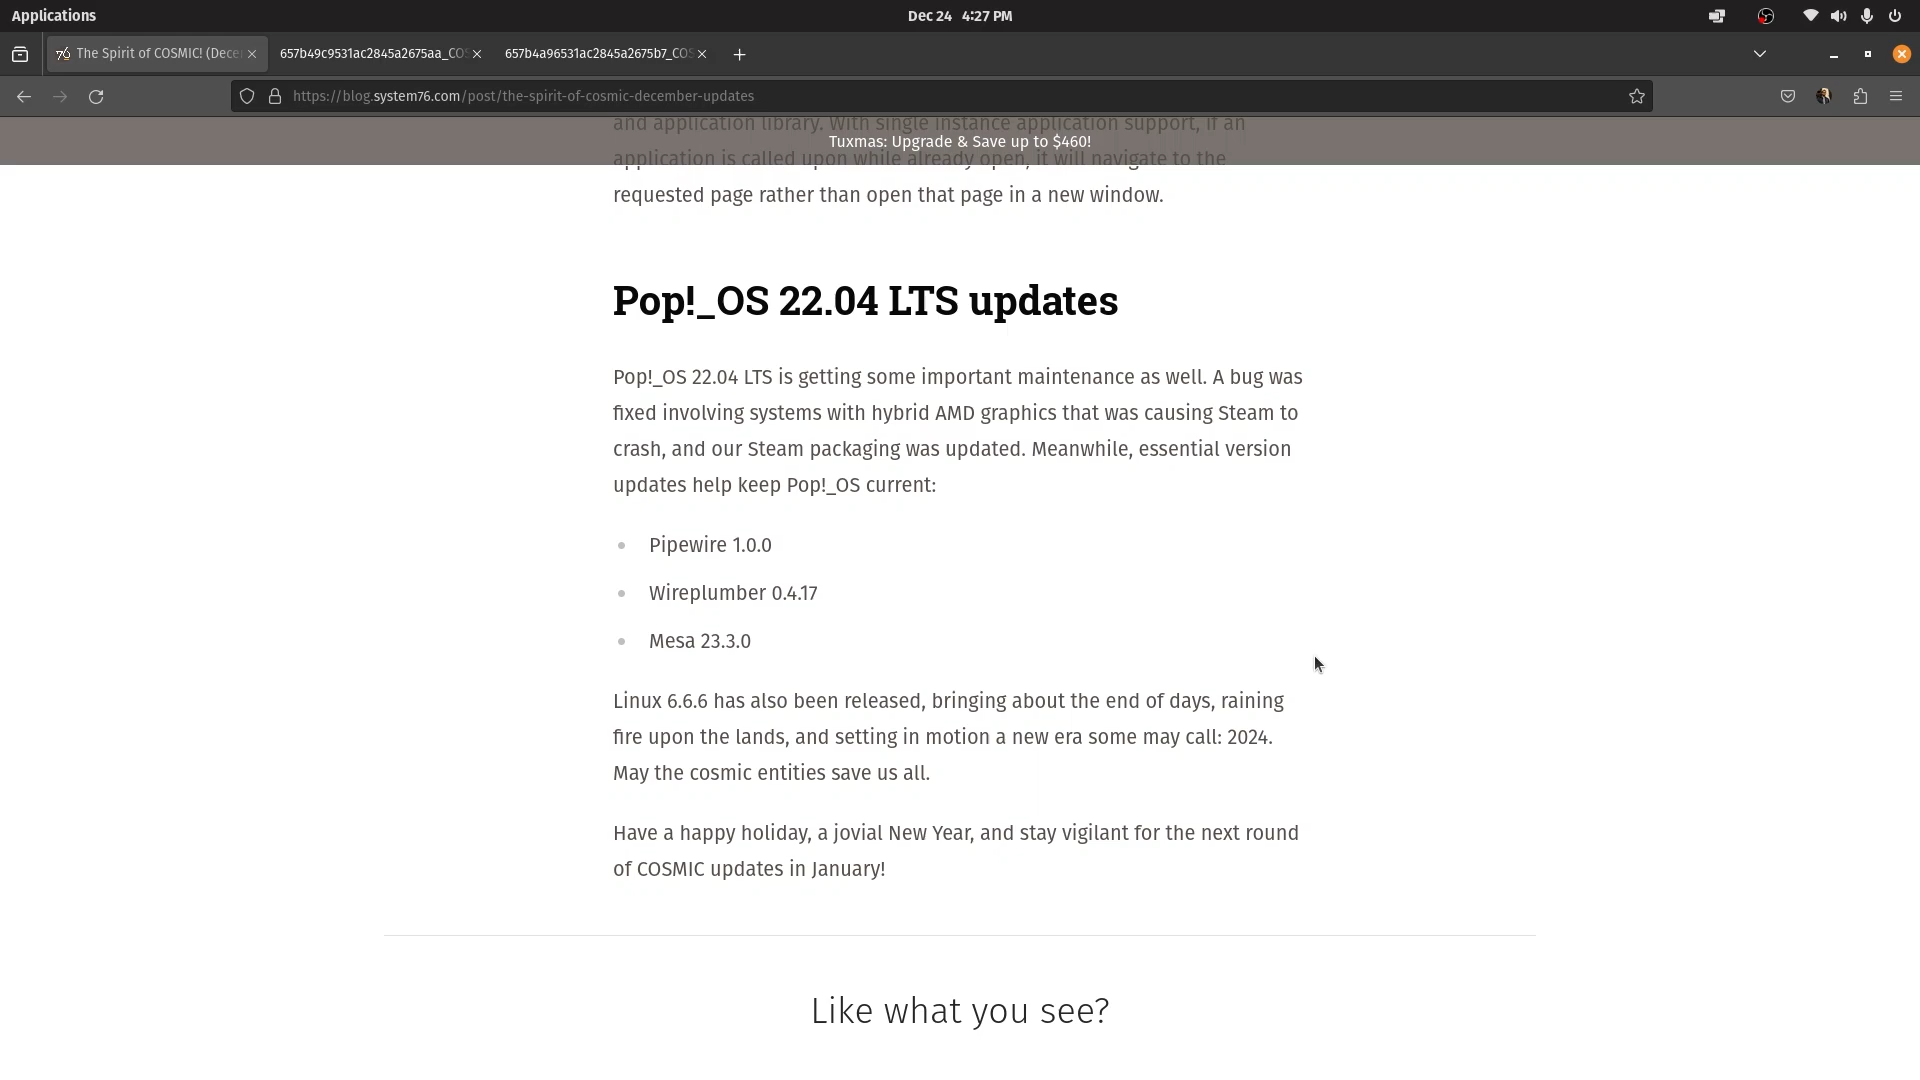 Applications
Dec 24 4:27 PM
The Spirit of COSMIC! (Dece
657b49c9531ac2845a2675aa_COS
657b4a96531ac2845a2675b7_COS
https://blog.system76.com/post/the-spirit-of-cosmic-december-updates
and application library. With single instance application support, if an
Tuxmas: Upgrade & Save up to $460!
application is called upon while already open, it will navigate to the
requested page rather than open that page in a new window.
Pop!_OS 22.04 LTS updates
Pop!_OS 22.04 LTS is getting some important maintenance as well. A bug was
fixed involving systems with hybrid AMD graphics that was causing Steam to
crash, and our Steam packaging was updated. Meanwhile, essential version
updates help keep Pop!_OS current:
Pipewire 1.0.0
Wireplumber 0.4.17
Mesa 23.3.0
Linux 6.6.6 has also been released, bringing about the end of days, raining
fire upon the lands, and setting in motion a new era some may call: 2024.
May the cosmic entities save us all.
Have a happy holiday, a jovial New Year, and stay vigilant for the next round
of COSMIC updates in January!
Like what you see?